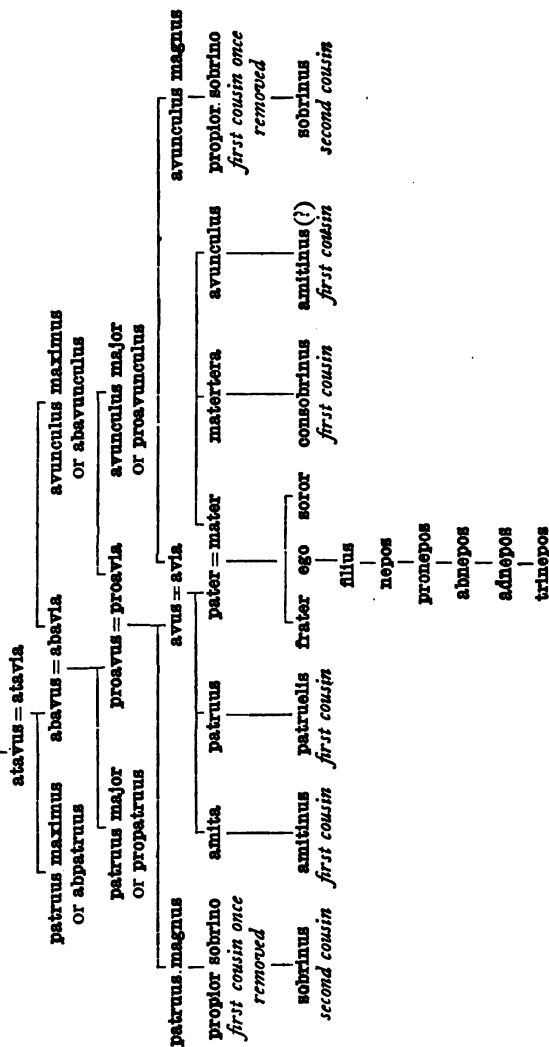 atavus = atavia
patruus maximus
or abpatruus
abavus = abavia
avunculus maximus
or abavunculus
patruus major
or propatruus
proavus = proavia
avunculus major
or proavunculus
patruus magnus
avus = avia
avunculus magnus
propior sobrino
first cousin once
removed
amita
patruus
pater = mater
matertera
avunculus
propior sobrino
first cousin once
removed
sobrinus
second cousin
amitinus
first cousin
patruelis
first cousin
frater ego soror
consobrinus
first cousin
amitinus (?)
first cousin
sobrinus
second cousin
filius
nepos
pronepos
abnepos
adnepos
trinepos